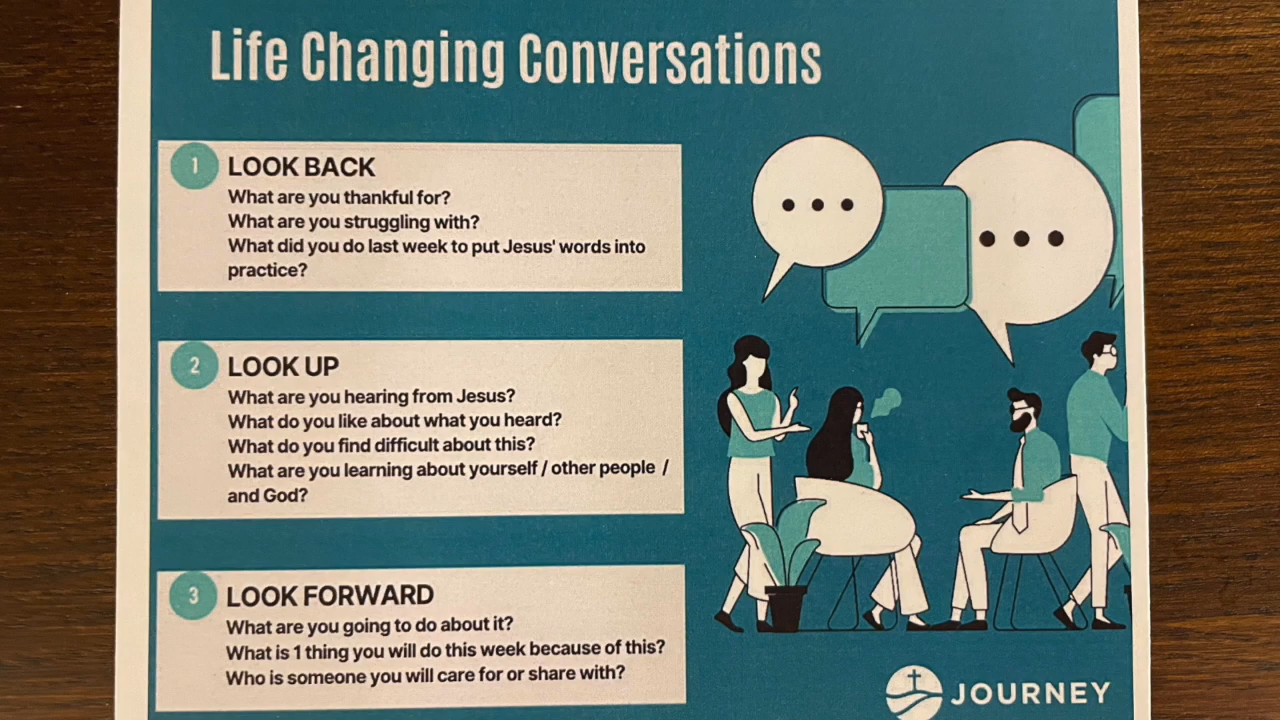 Life Changing Conversations
1 LOOK BACK
What are you thankful for?
What are you struggling with?
What did you do last week to put Jesus' words into
practice?
2 LOOK UP
What are you hearing from Jesus?
What do you like about what you heard?
What do you find difficult about this?
What are you learning about yourself / other people /
and God?
3 LOOK FORWARD
What are you going to do about it?
What is 1 thing you will do this week because of this?
Who is someone you will care for or share with?
JOURNEY